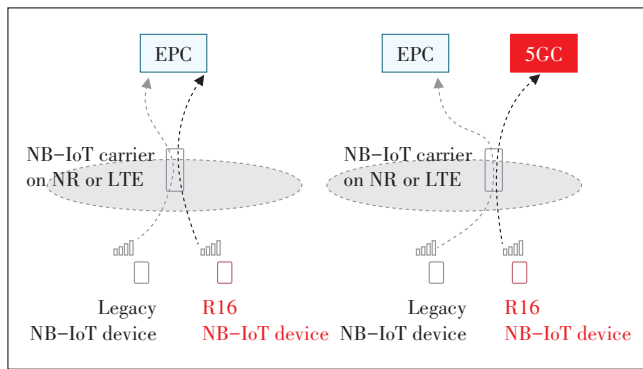 EPC
NB–IoT carrier
on NR or LTE
Legacy
NB–IoT device
R16
NB–IoT device
EPC
5GC
NB–IoT carrier
on NR or LTE
Legacy
NB–IoT device
R16
NB–IoT device